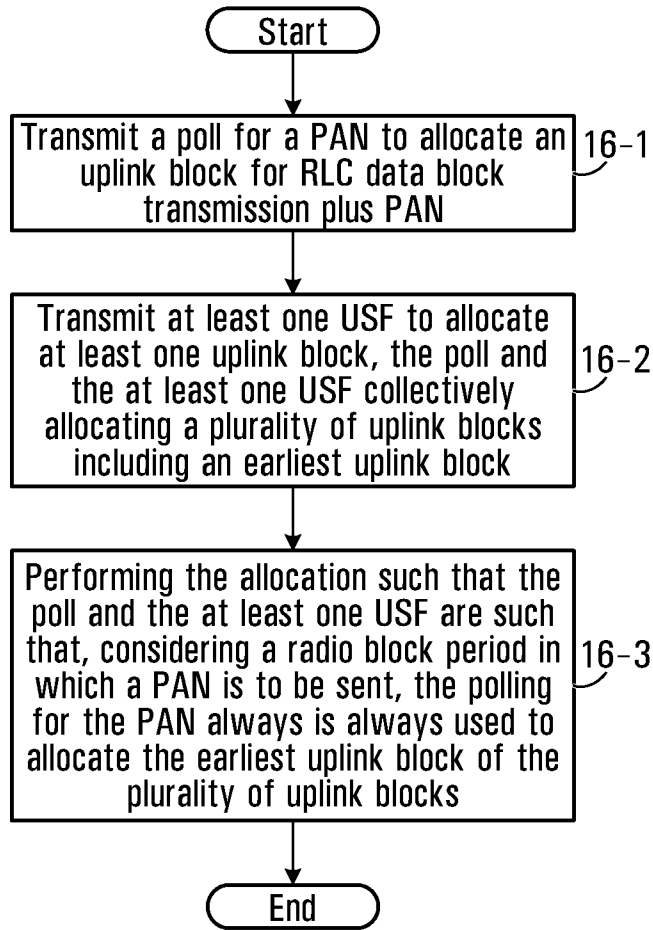 Start
Transmit a poll for a PAN to allocate an
uplink block for RLC data block
transmission plus PAN
16-1
Transmit at least one USF to allocate
at least one uplink block, the poll and
the at least one USF collectively
allocating a plurality of uplink blocks
including an earliest uplink block
16-2
Performing the allocation such that the
poll and the at least one USF are such
that, considering a radio block period in
which a PAN is to be sent, the polling
for the PAN always is always used to
allocate the earliest uplink block of the
plurality of uplink blocks
16-3
End